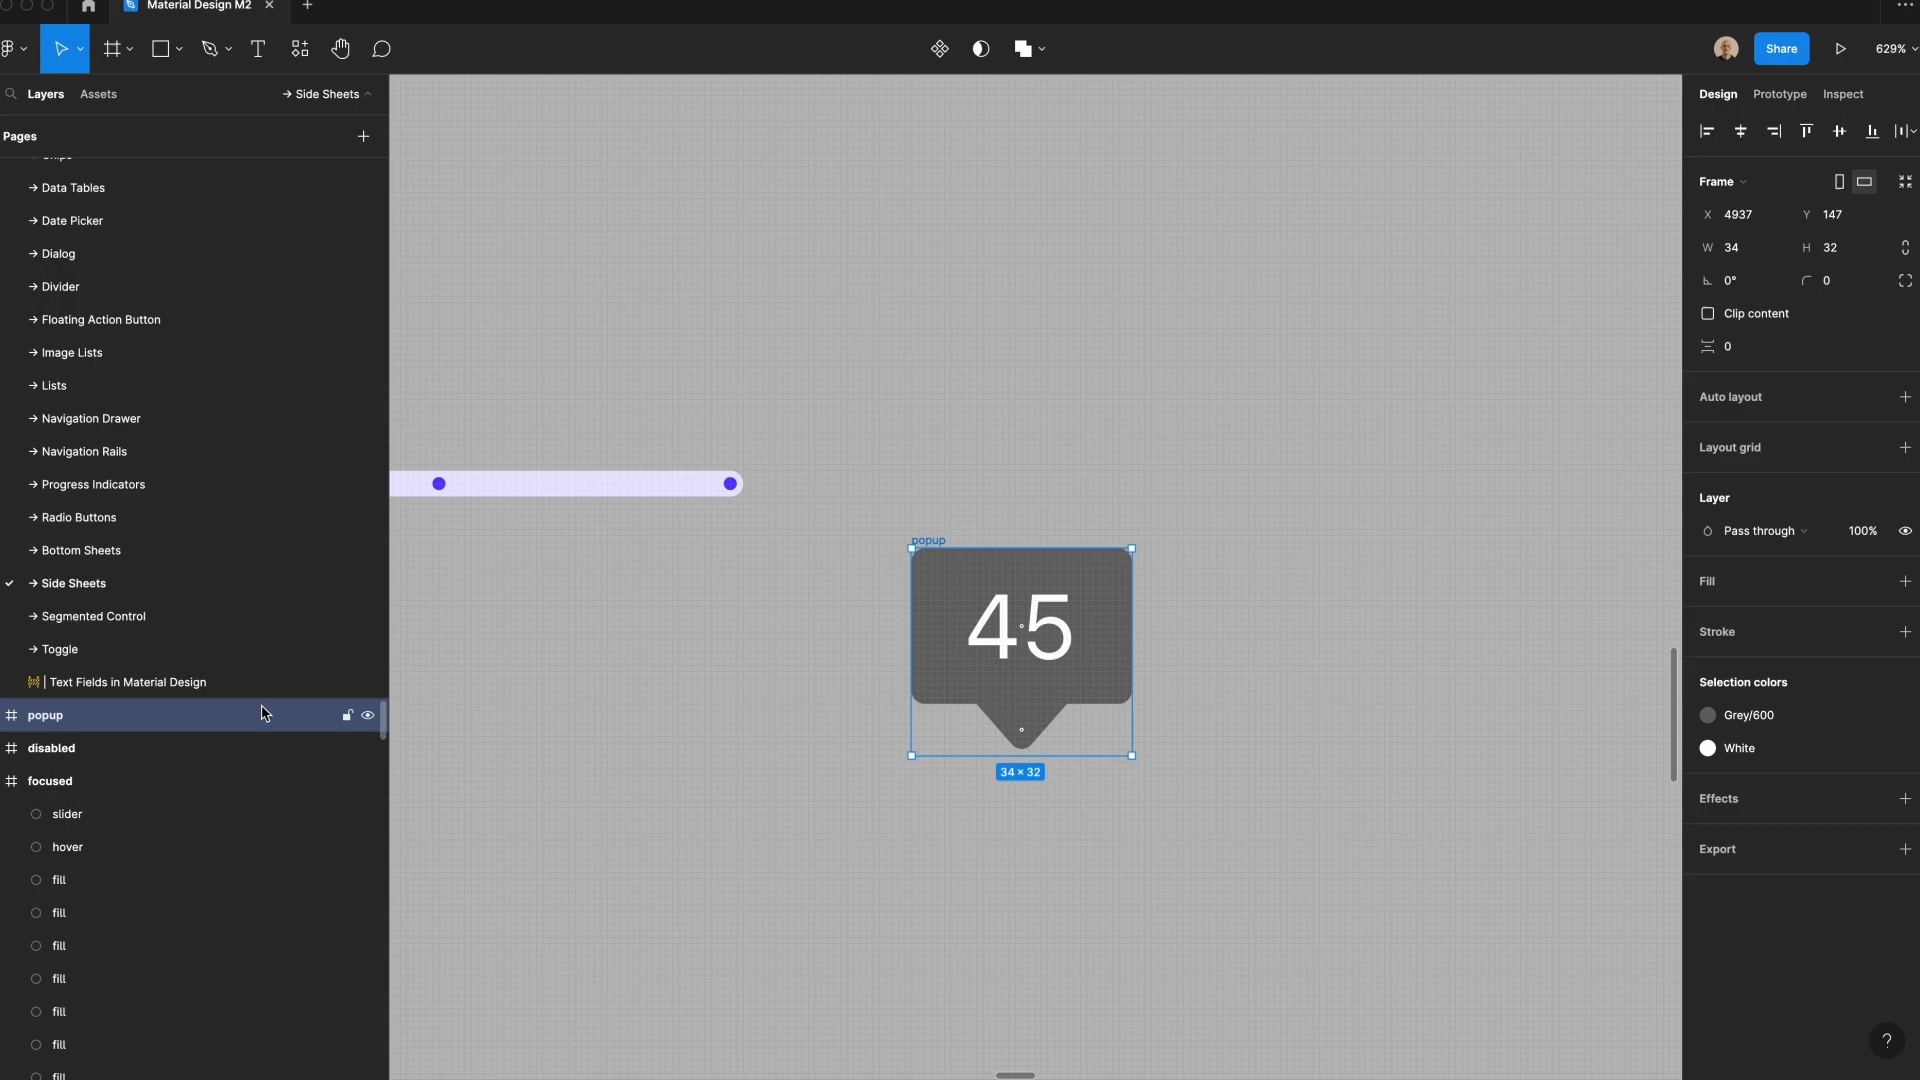 Material Design M2
Share
629%
Layers
Assets
→ Side Sheets
Pages
→ Data Tables
→ Date Picker
→ Dialog
→ Divider
→ Floating Action Button
→ Image Lists
→ Lists
→ Navigation Drawer
→ Navigation Rails
→ Progress Indicators
→ Radio Buttons
→ Bottom Sheets
→ Side Sheets
→ Segmented Control
→ Toggle
🚧 | Text Fields in Material Design
popup
disabled
focused
slider
hover
fill
fill
fill
fill
fill
fill
fill
popup
45
34 × 32
Design
Prototype
Inspect
Frame
X 4937
Y 147
W 34
H 32
0°
0
Clip content
0
Auto layout
Layout grid
Layer
Pass through
100%
Fill
Stroke
Selection colors
Grey/600
White
Effects
Export
?